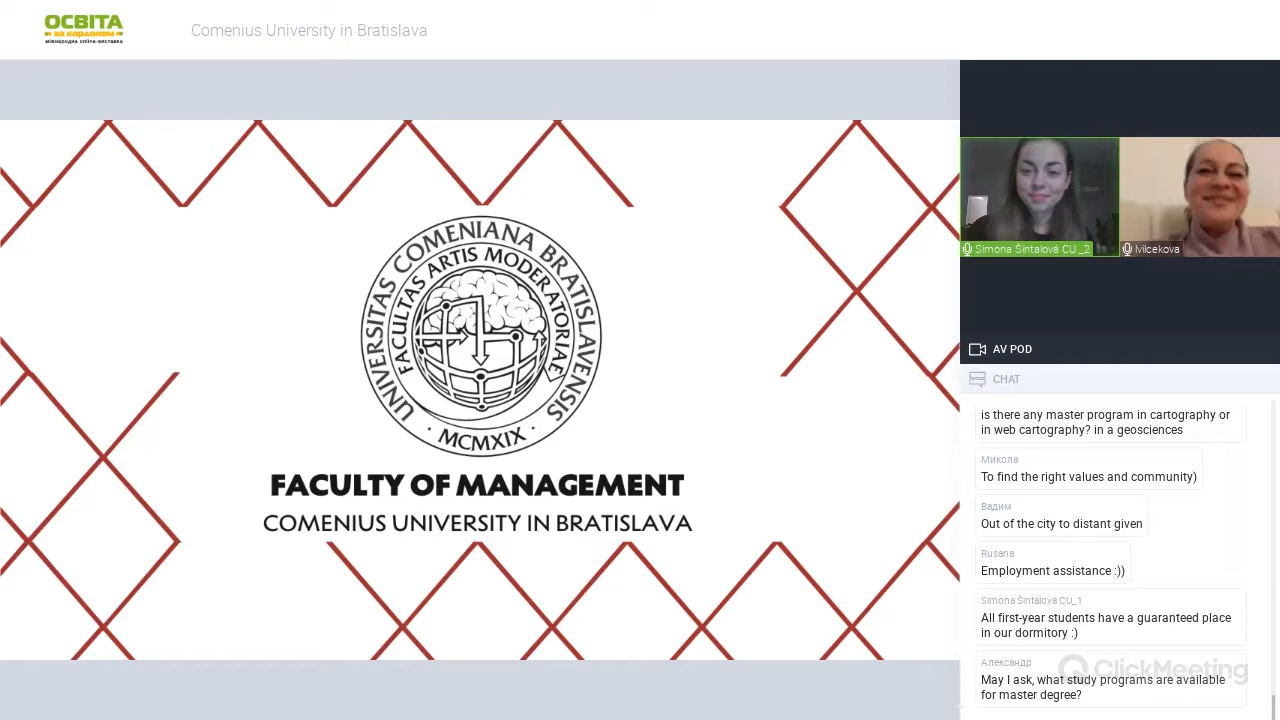 ОСВІТА
за кордоном
міжнародна online-виставка
Comenius University in Bratislava
UNIVERSITAS COMENIANA BRATISLAVENSIS
FACULTAS ARTIS MODERATORIAE
· MCMXIX ·
FACULTY OF MANAGEMENT
COMENIUS UNIVERSITY IN BRATISLAVA
Simona Šintalová CU _2
lvilcekova
AV POD
CHAT
is there any master program in cartography or
in web cartography? in a geosciences
Микола
To find the right values and community)
Вадим
Out of the city to distant given
Rusana
Employment assistance :))
Simona Šintalová CU_1
All first-year students have a guaranteed place
in our dormitory :)
Александр
May I ask, what study programs are available
for master degree?
ClickMeeting